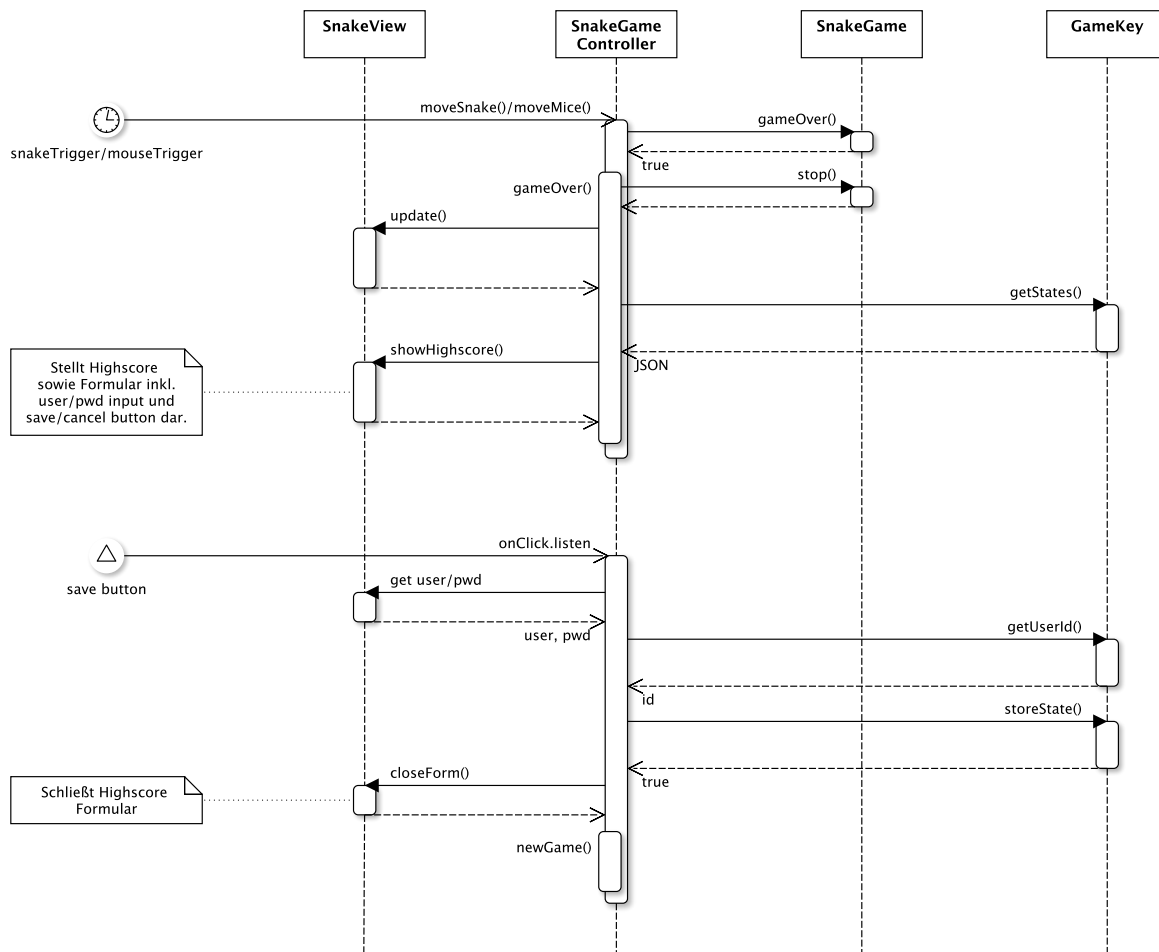 SnakeView
SnakeGame
Controller
SnakeGame
GameKey
moveSnake()/moveMice()
snakeTrigger/mouseTrigger
gameOver()
true
gameOver()
stop()
update()
getStates()
JSON
showHighscore()
Stellt Highscore
sowie Formular inkl.
user/pwd input und
save/cancel button dar.
onClick.listen
save button
get user/pwd
user, pwd
getUserId()
id
storeState()
true
closeForm()
Schließt Highscore
Formular
newGame()